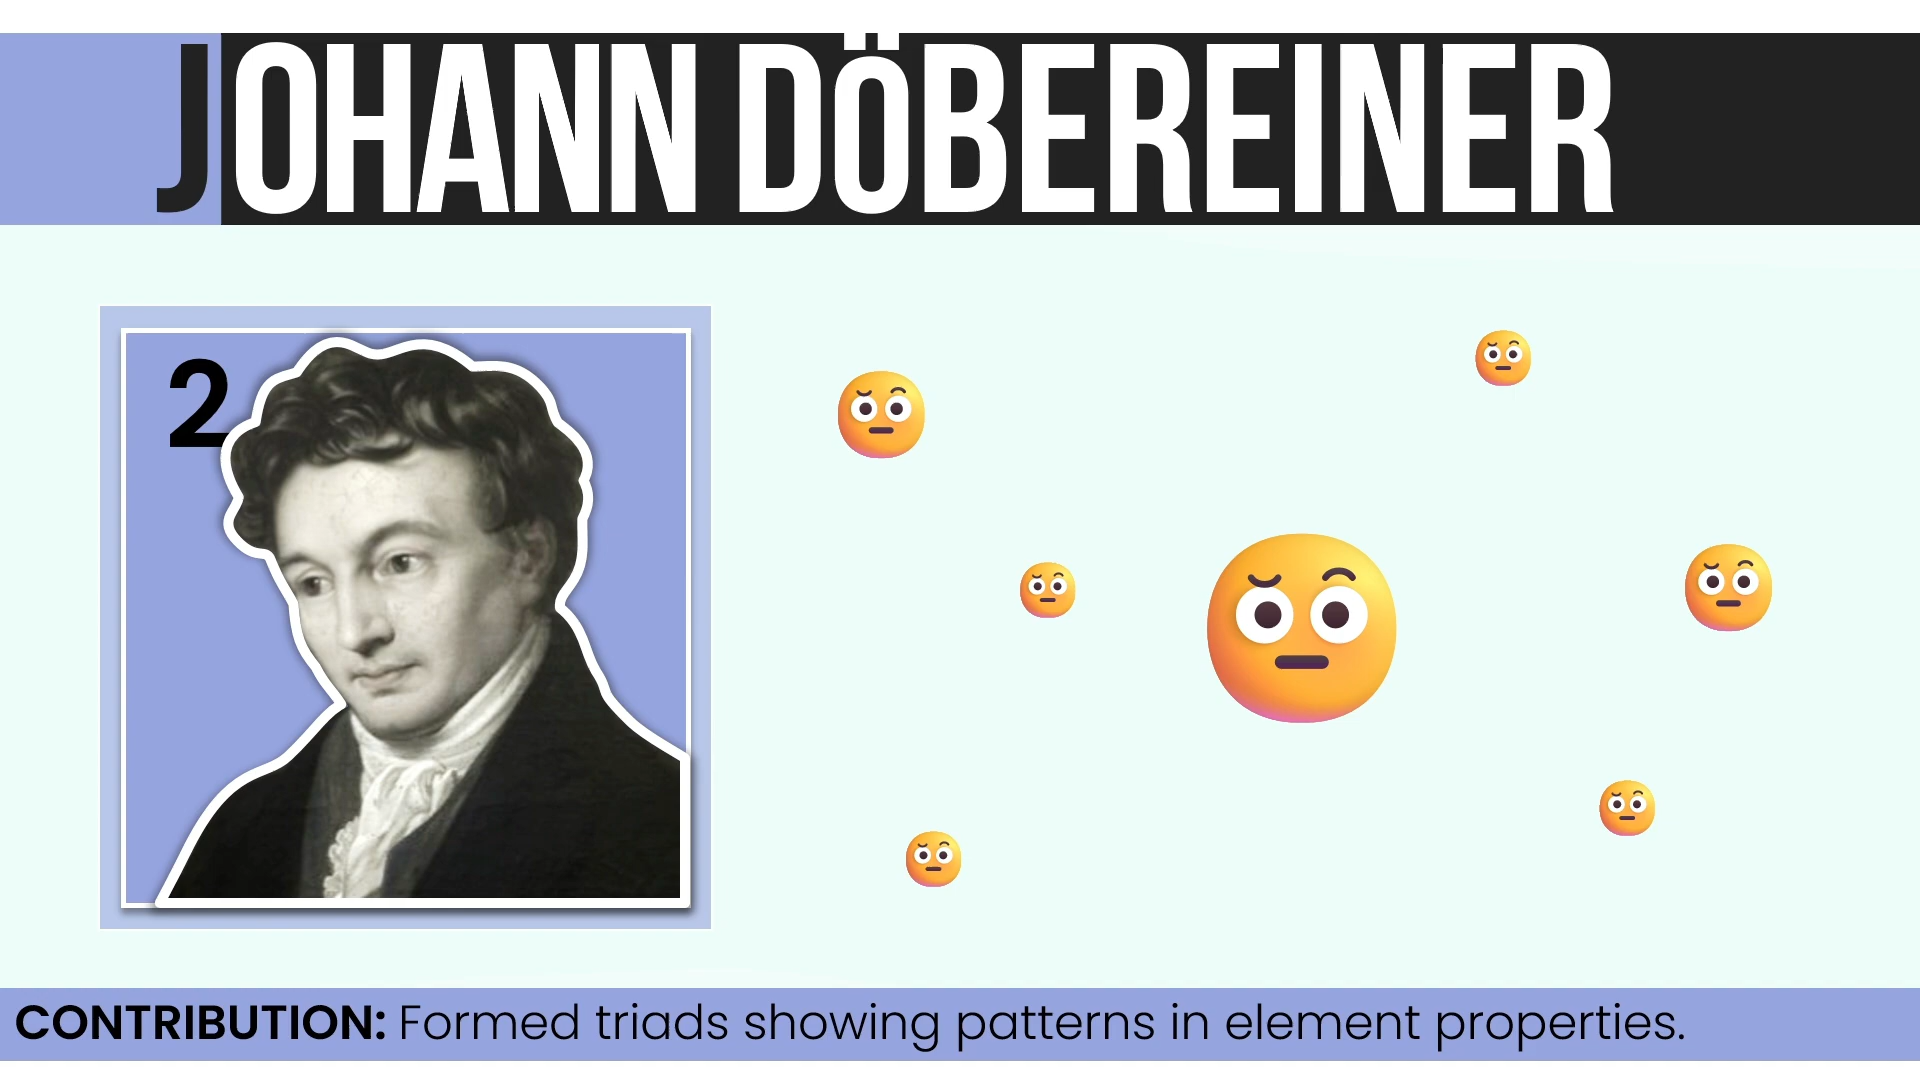 JOHANN DÖBEREINER
2
CONTRIBUTION: Formed triads showing patterns in element properties.